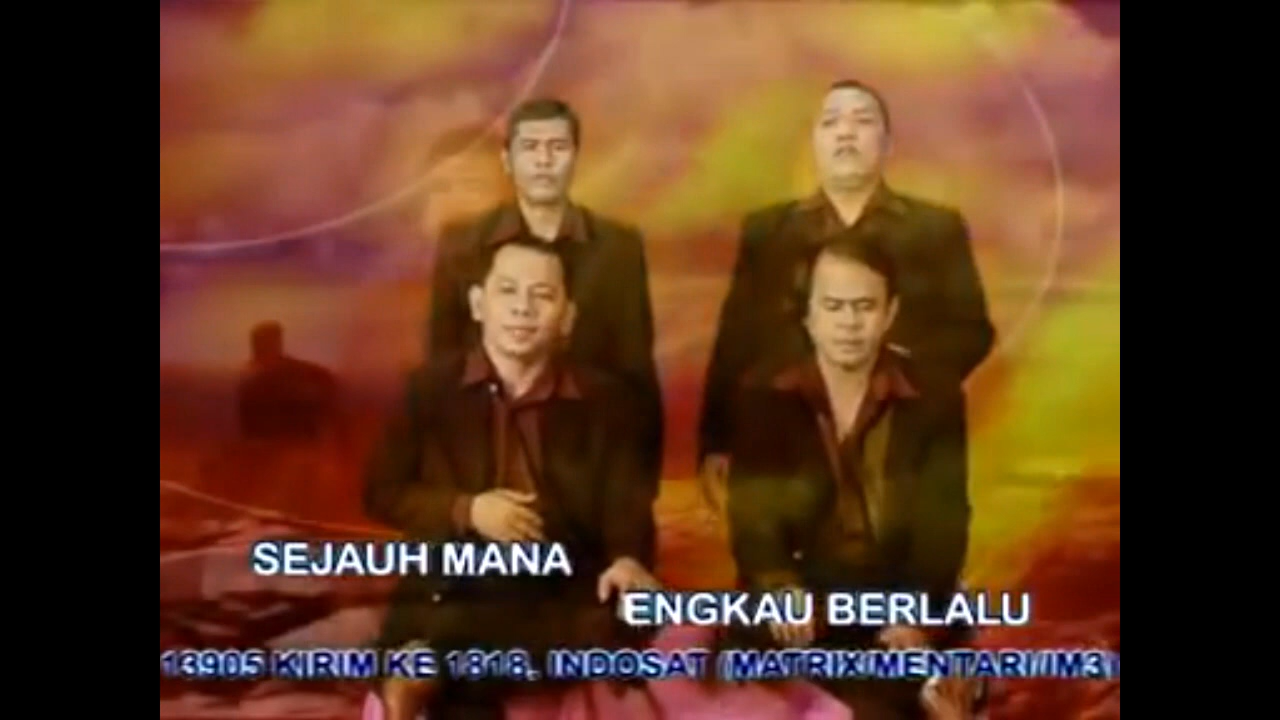 SEJAUH MANA
ENGKAU BERLALU
13905 KIRIM KE 1818, INDOSAT (MATRIX/MENTARI/IM3)